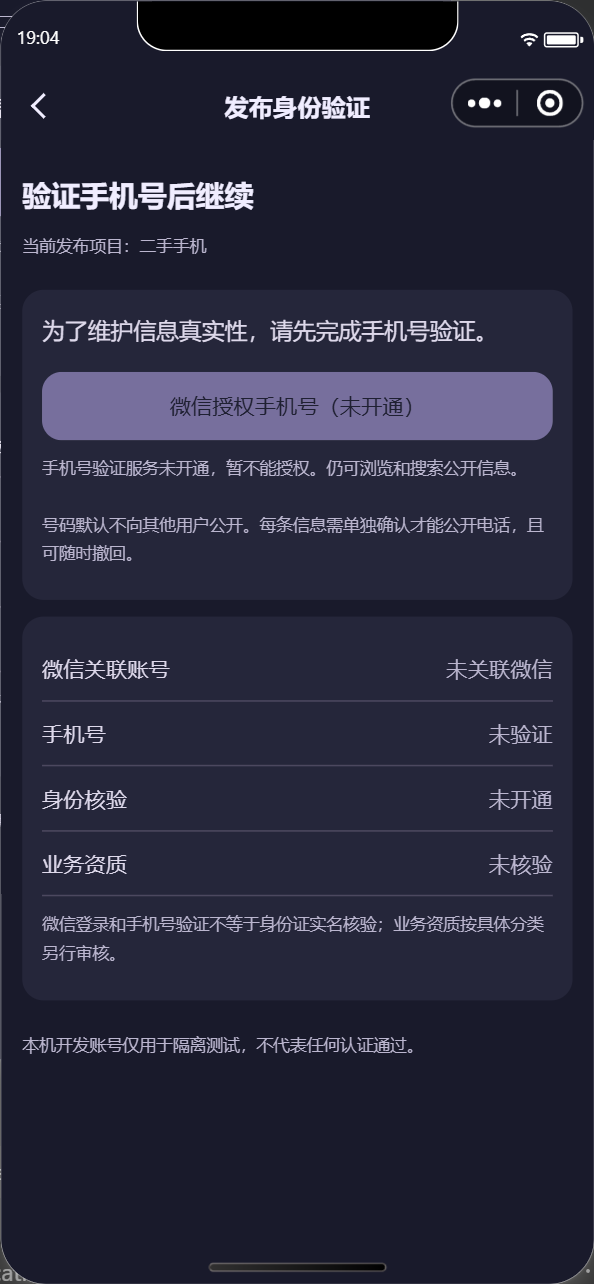 19:04
发布身份验证
验证手机号后继续
当前发布项目：二手手机
为了维护信息真实性，请先完成手机号验证。
微信授权手机号（未开通）
手机号验证服务未开通，暂不能授权。仍可浏览和搜索公开信息。
号码默认不向其他用户公开。每条信息需单独确认才能公开电话，且
可随时撤回。
微信关联账号 未关联微信
手机号 未验证
身份核验 未开通
业务资质 未核验
微信登录和手机号验证不等于身份证实名核验；业务资质按具体分类
另行审核。
本机开发账号仅用于隔离测试，不代表任何认证通过。